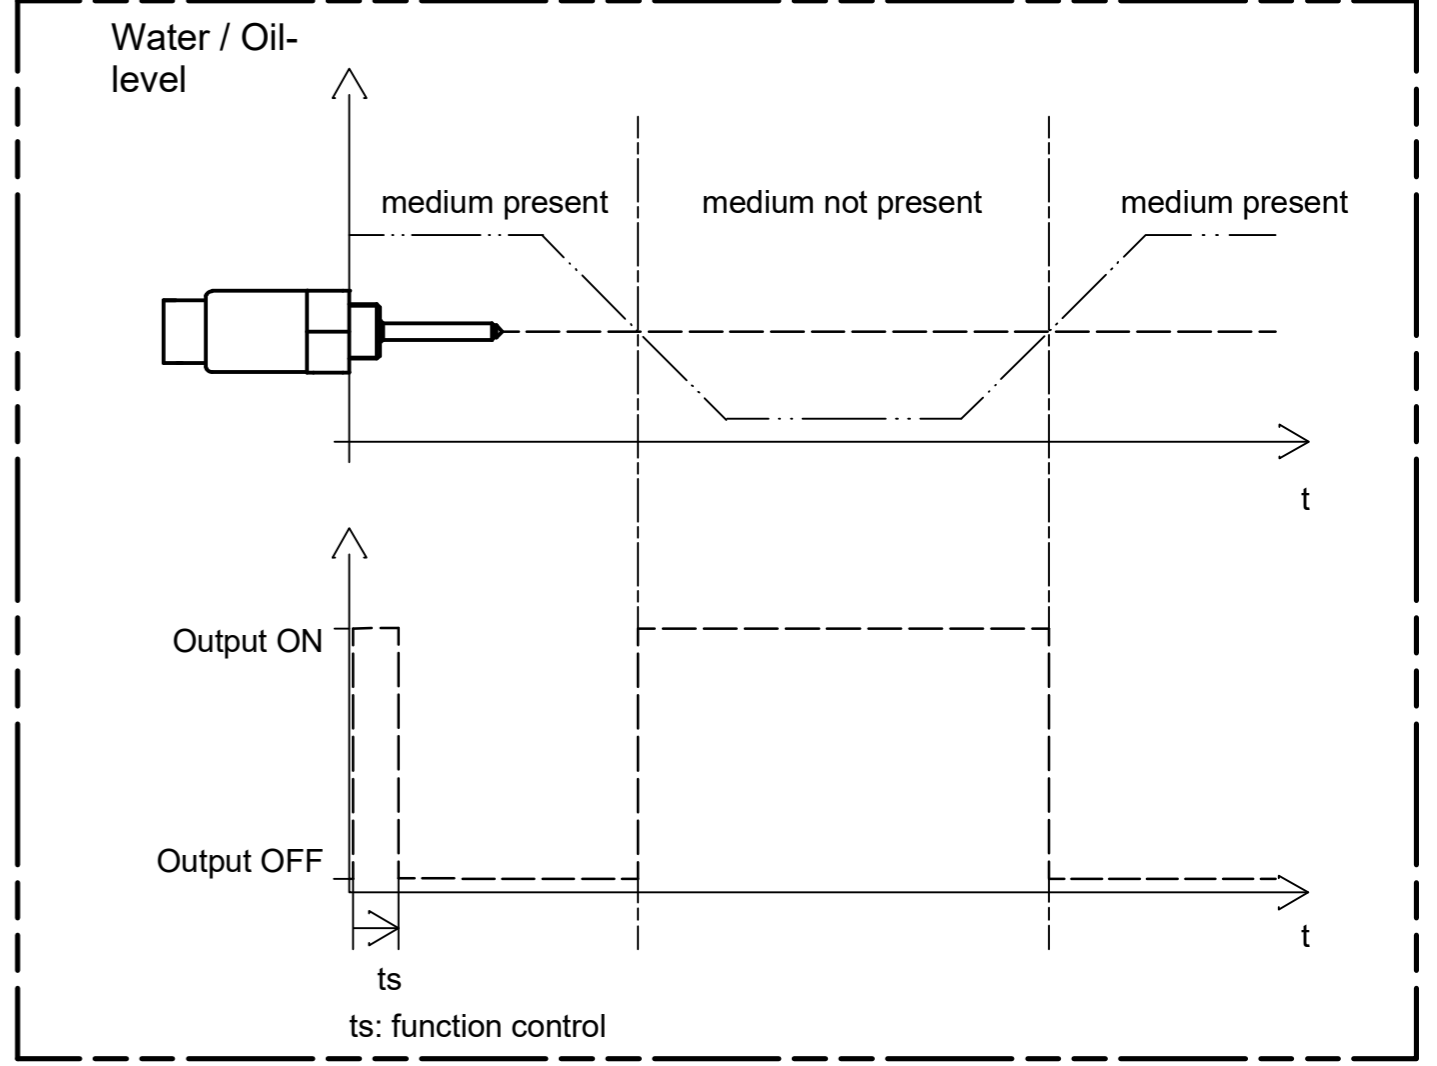 Water / Oil-
level
medium present
medium not present
medium present
t
Output ON
Output OFF
t
ts
ts: function control